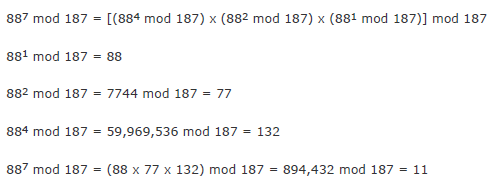 88⁷ mod 187 = [(88⁴ mod 187) x (88² mod 187) x (88¹ mod 187)] mod 187
88¹ mod 187 = 88
88² mod 187 = 7744 mod 187 = 77
88⁴ mod 187 = 59,969,536 mod 187 = 132
88⁷ mod 187 = (88 x 77 x 132) mod 187 = 894,432 mod 187 = 11